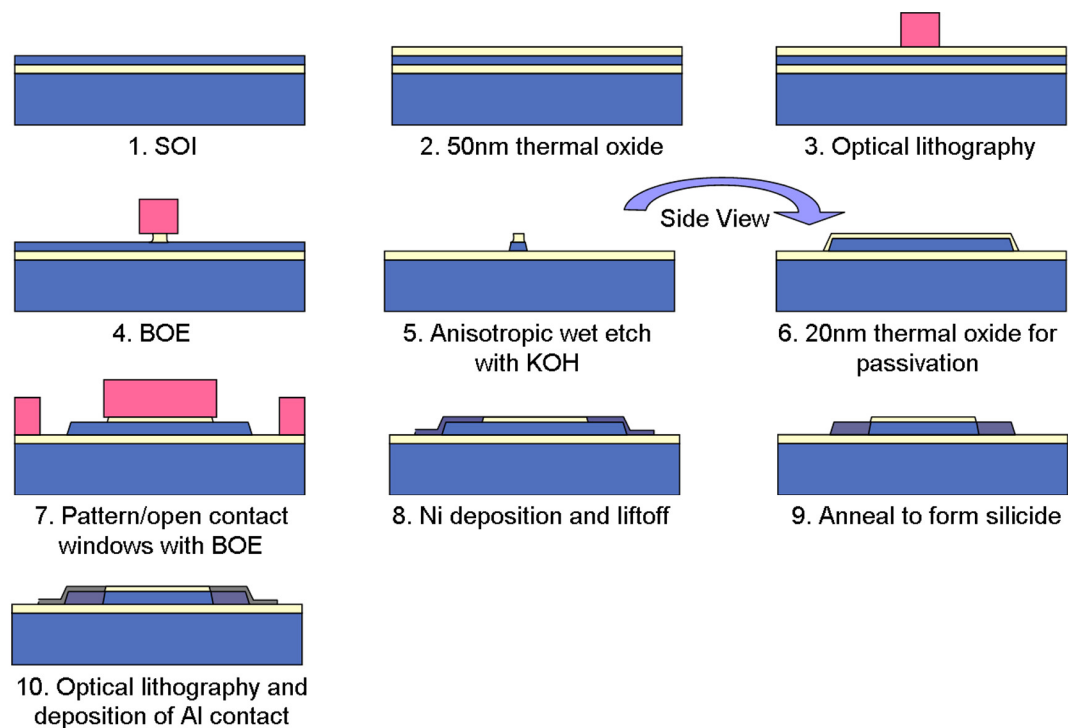 1. SOI
2. 50nm thermal oxide
3. Optical lithography
Side View
4. BOE
5. Anisotropic wet etch
with KOH
6. 20nm thermal oxide for
passivation
7. Pattern/open contact
windows with BOE
8. Ni deposition and liftoff
9. Anneal to form silicide
10. Optical lithography and
deposition of Al contact